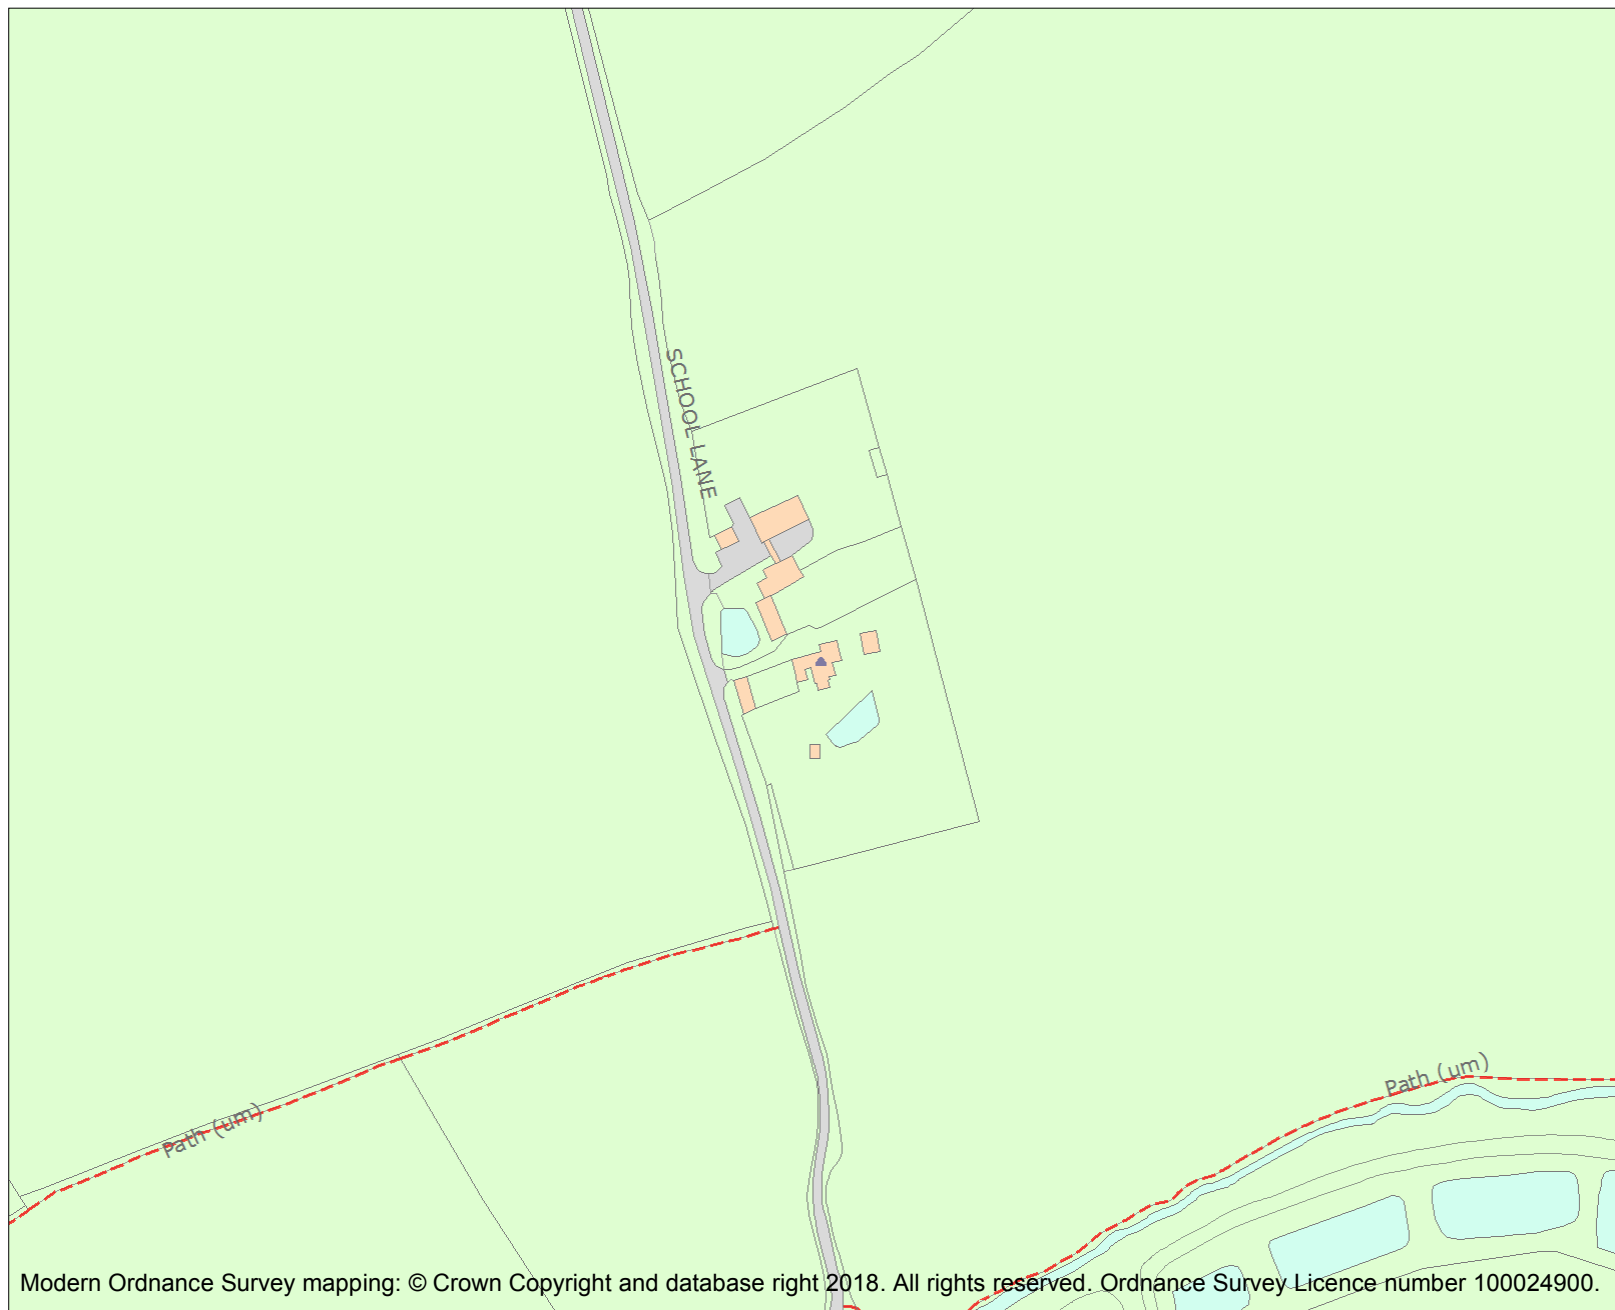 SCHOOL LANE
Path (um)
Path (um)
Modern Ordnance Survey mapping: © Crown Copyright and database right 2018. All rights reserved. Ordnance Survey Licence number 100024900.